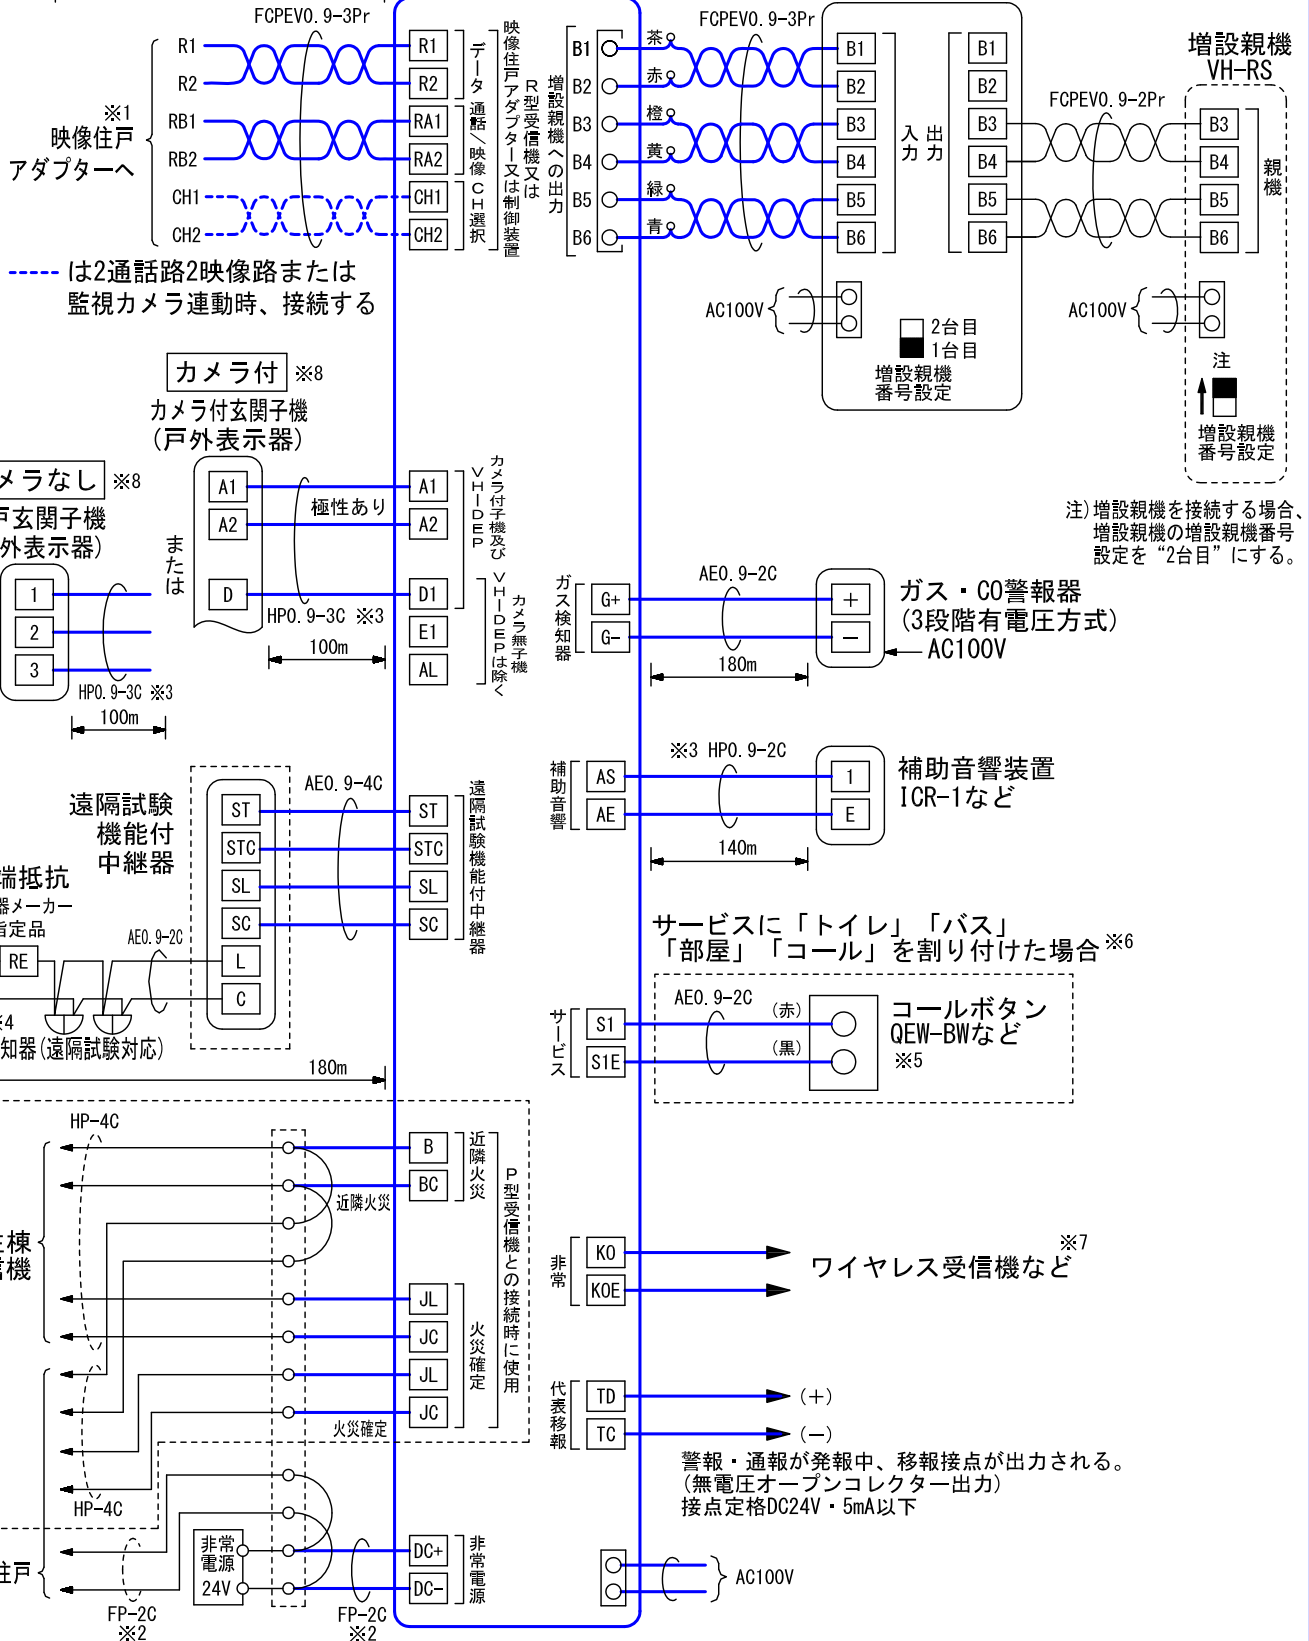 FCPEV0.9-3Pr
R1
R2
RB1
RB2
CH1
CH2
※1
映像住戸
アダプターへ
は2通話路2映像路または
監視カメラ連動時、接続する
R1
R2
RA1
RA2
CH1
CH2
データ
通話／映像
CH選択
映像住戸アダプター又は制御装置
R型受信機又は
増設親機への出力
B1
B2
B3
B4
B5
B6
茶
赤
橙
黄
緑
青
FCPEV0.9-3Pr
B1
B2
B3
B4
B5
B6
入力
出力
B1
B2
B3
B4
B5
B6
AC100V
2台目
1台目
増設親機
番号設定
FCPEV0.9-2Pr
増設親機
VH-RS
B3
B4
B5
B6
親機
AC100V
注
増設親機
番号設定
注)増設親機を接続する場合、
増設親機の増設親機番号
設定を“2台目”にする。
カメラ付 ※8
カメラ付玄関子機
(戸外表示器)
メラなし ※8
玄関子機
外表示器)
1
2
3
HP0.9-3C ※3
100m
または
A1
A2
D
極性あり
HP0.9-3C ※3
100m
A1
A2
D1
E1
AL
カメラ付子機及び
VH-DEP
カメラ無子機
VH-DEPは除く
ガス検知器
G+
G-
AE0.9-2C
180m
+
−
ガス・CO警報器
(3段階有電圧方式)
AC100V
補助音響
AS
AE
※3 HP0.9-2C
140m
1
E
補助音響装置
ICR-1など
遠隔試験
機能付
中継器
端抵抗
器メーカー
指定品
RE
AE0.9-2C
ST
STC
SL
SC
L
C
AE0.9-4C
ST
STC
SL
SC
遠隔試験機能付中継器
※4
知器(遠隔試験対応)
180m
サービスに「トイレ」「バス」
「部屋」「コール」を割り付けた場合※6
サービス
S1
S1E
AE0.9-2C
(赤)
(黒)
コールボタン
QEW-BWなど
※5
HP-4C
棟
機
近隣火災
B
BC
近隣火災
P型受信機との接続時に使用
JL
JC
JL
JC
火災確定
火災確定
HP-4C
非常
KO
KOE
ワイヤレス受信機など
※7
代表移報
TD
TC
(+)
(−)
警報・通報が発報中、移報接点が出力される。
(無電圧オープンコレクター出力)
接点定格DC24V・5mA以下
住戸
FP-2C
※2
非常
電源
24V
FP-2C
※2
DC+
DC-
非常電源
AC100V